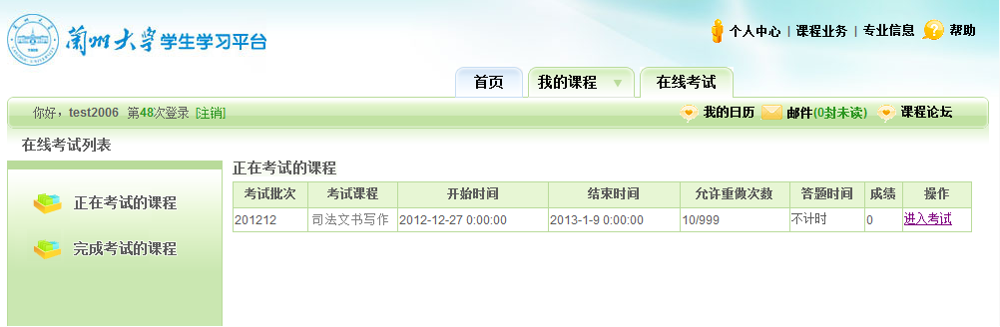 兰州大学学生学习平台
个人中心 | 课程业务 | 专业信息 帮助
首页 我的课程 在线考试
你好，test2006 第48次登录 [注销] 我的日历 邮件(0封未读) 课程论坛
在线考试列表
正在考试的课程
完成考试的课程
正在考试的课程
考试批次 考试课程 开始时间 结束时间 允许重做次数 答题时间 成绩 操作
201212 司法文书写作 2012-12-27 0:00:00 2013-1-9 0:00:00 10/999 不计时 0 进入考试